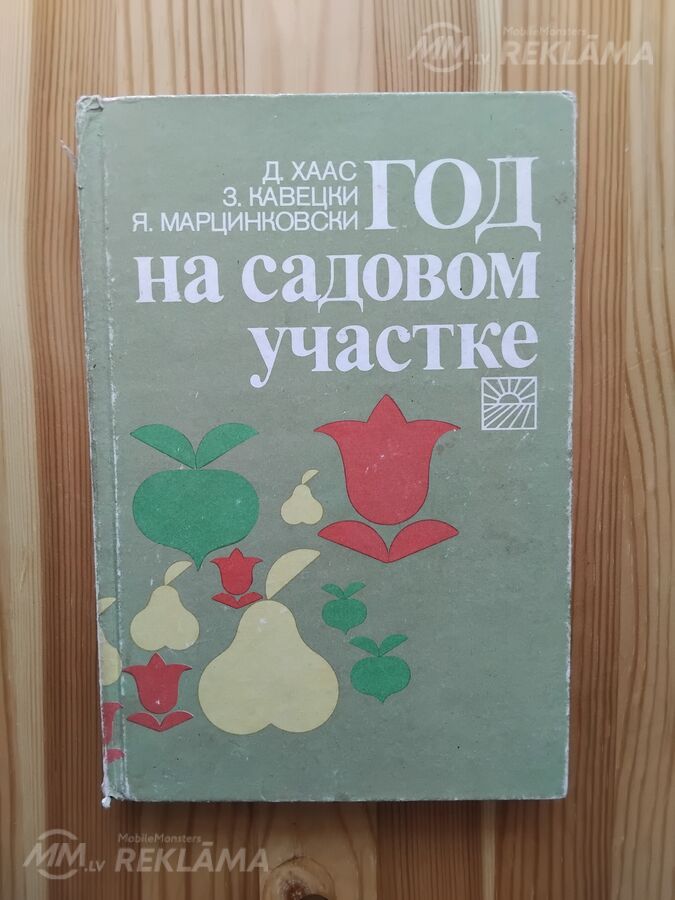 MobileMonsters
MM.LV REKLĀMA
Д. ХААС
З. КАВЕЦКИ
Я. МАРЦИНКОВСКИ
ГОД
на садовом
участке
MobileMonsters
MM.LV REKLĀMA